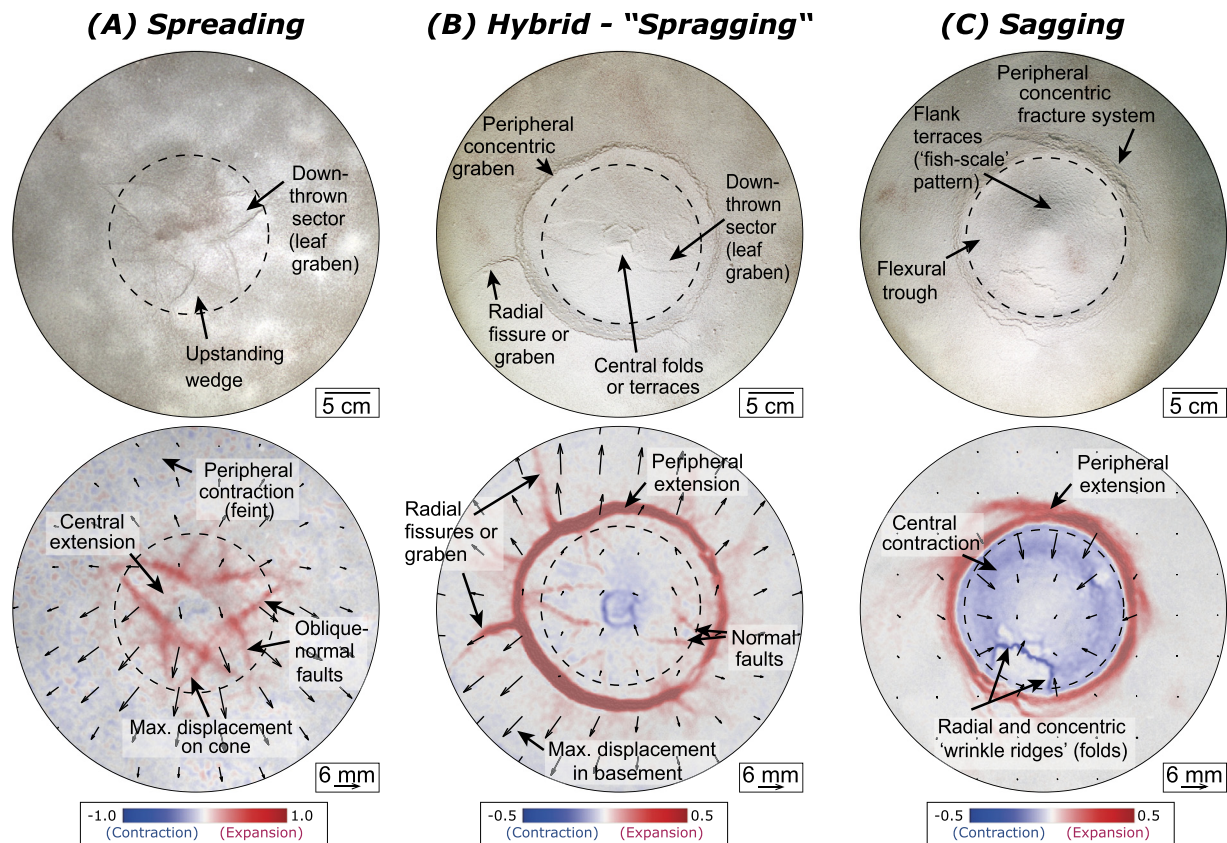 (A) Spreading
(B) Hybrid - "Spragging"
(C) Sagging
Down-
thrown
sector
(leaf
graben)
Upstanding
wedge
5 cm
Peripheral
concentric
graben
Down-
thrown
sector
(leaf
graben)
Radial
fissure or
graben
Central folds
or terraces
5 cm
Peripheral
concentric
fracture system
Flank
terraces
('fish-scale'
pattern)
Flexural
trough
5 cm
Peripheral
contraction
(feint)
Central
extension
Oblique-
normal
faults
Max. displacement
on cone
6 mm
Peripheral
extension
Radial
fissures or
graben
Normal
faults
Max. displacement
in basement
6 mm
Peripheral
extension
Central
contraction
Radial and concentric
'wrinkle ridges' (folds)
6 mm
-1.0 1.0
(Contraction) (Expansion)
-0.5 0.5
(Contraction) (Expansion)
-0.5 0.5
(Contraction) (Expansion)